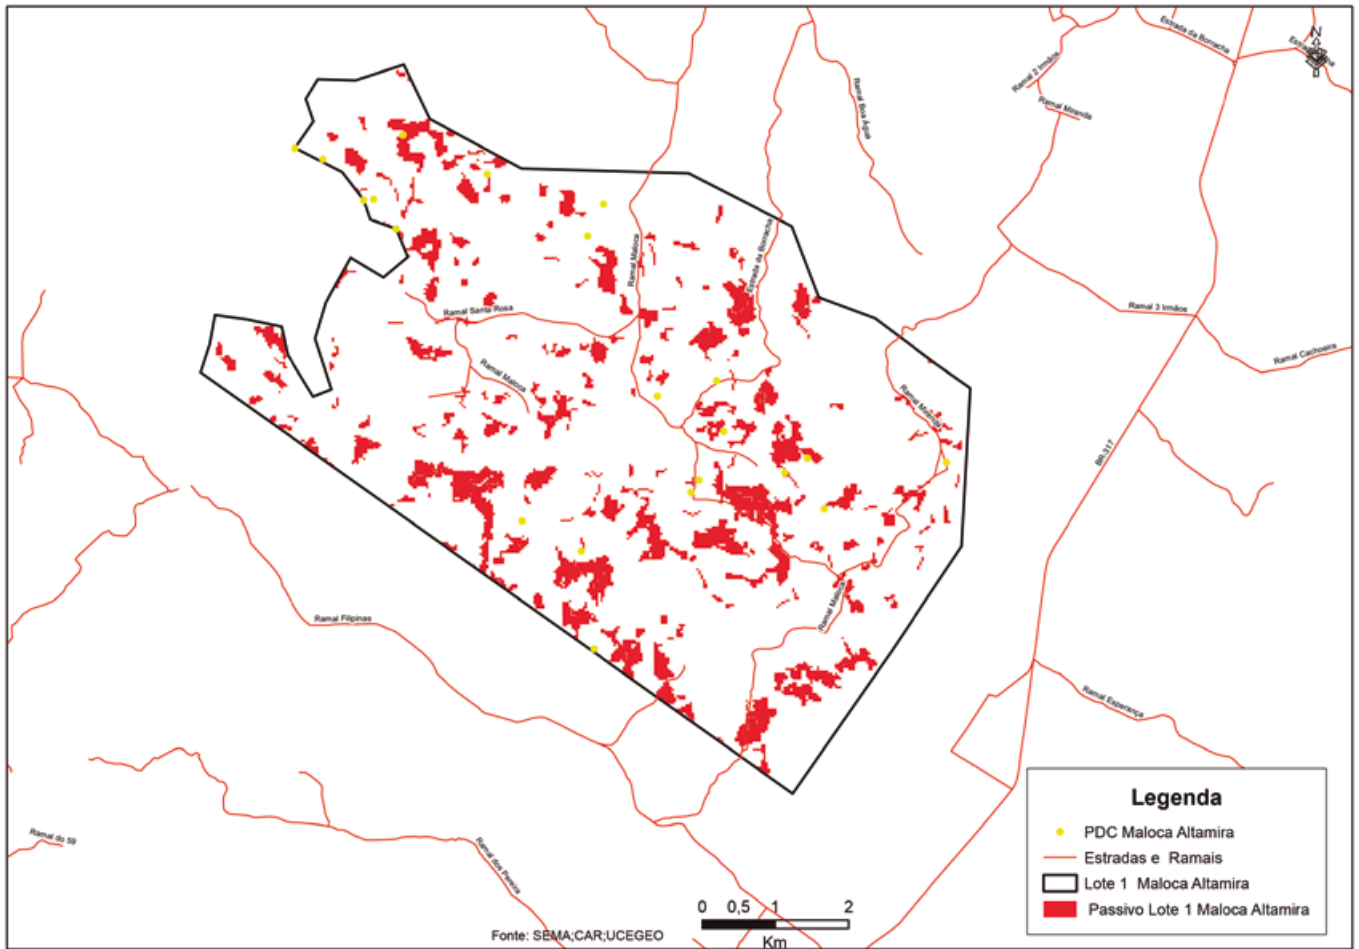 Estrada da Borracha
N
Ramal 2 Irmãos
Ramal Miranda
Ramal Boa Água
Estrada da Borracha
Ramal Maloca
Ramal Santa Rosa
Ramal 3 Irmãos
Ramal Cachoeira
Ramal Maloca
Ramal Miranda
BR-317
Ramal Maloca
Ramal Filipinas
Ramal Esperança
Ramal do 59
Ramal dos Pereira
Legenda
PDC Maloca Altamira
Estradas e Ramais
Lote 1 Maloca Altamira
Passivo Lote 1 Maloca Altamira
0 0,5 1 2
Km
Fonte: SEMA;CAR;UCEGEO